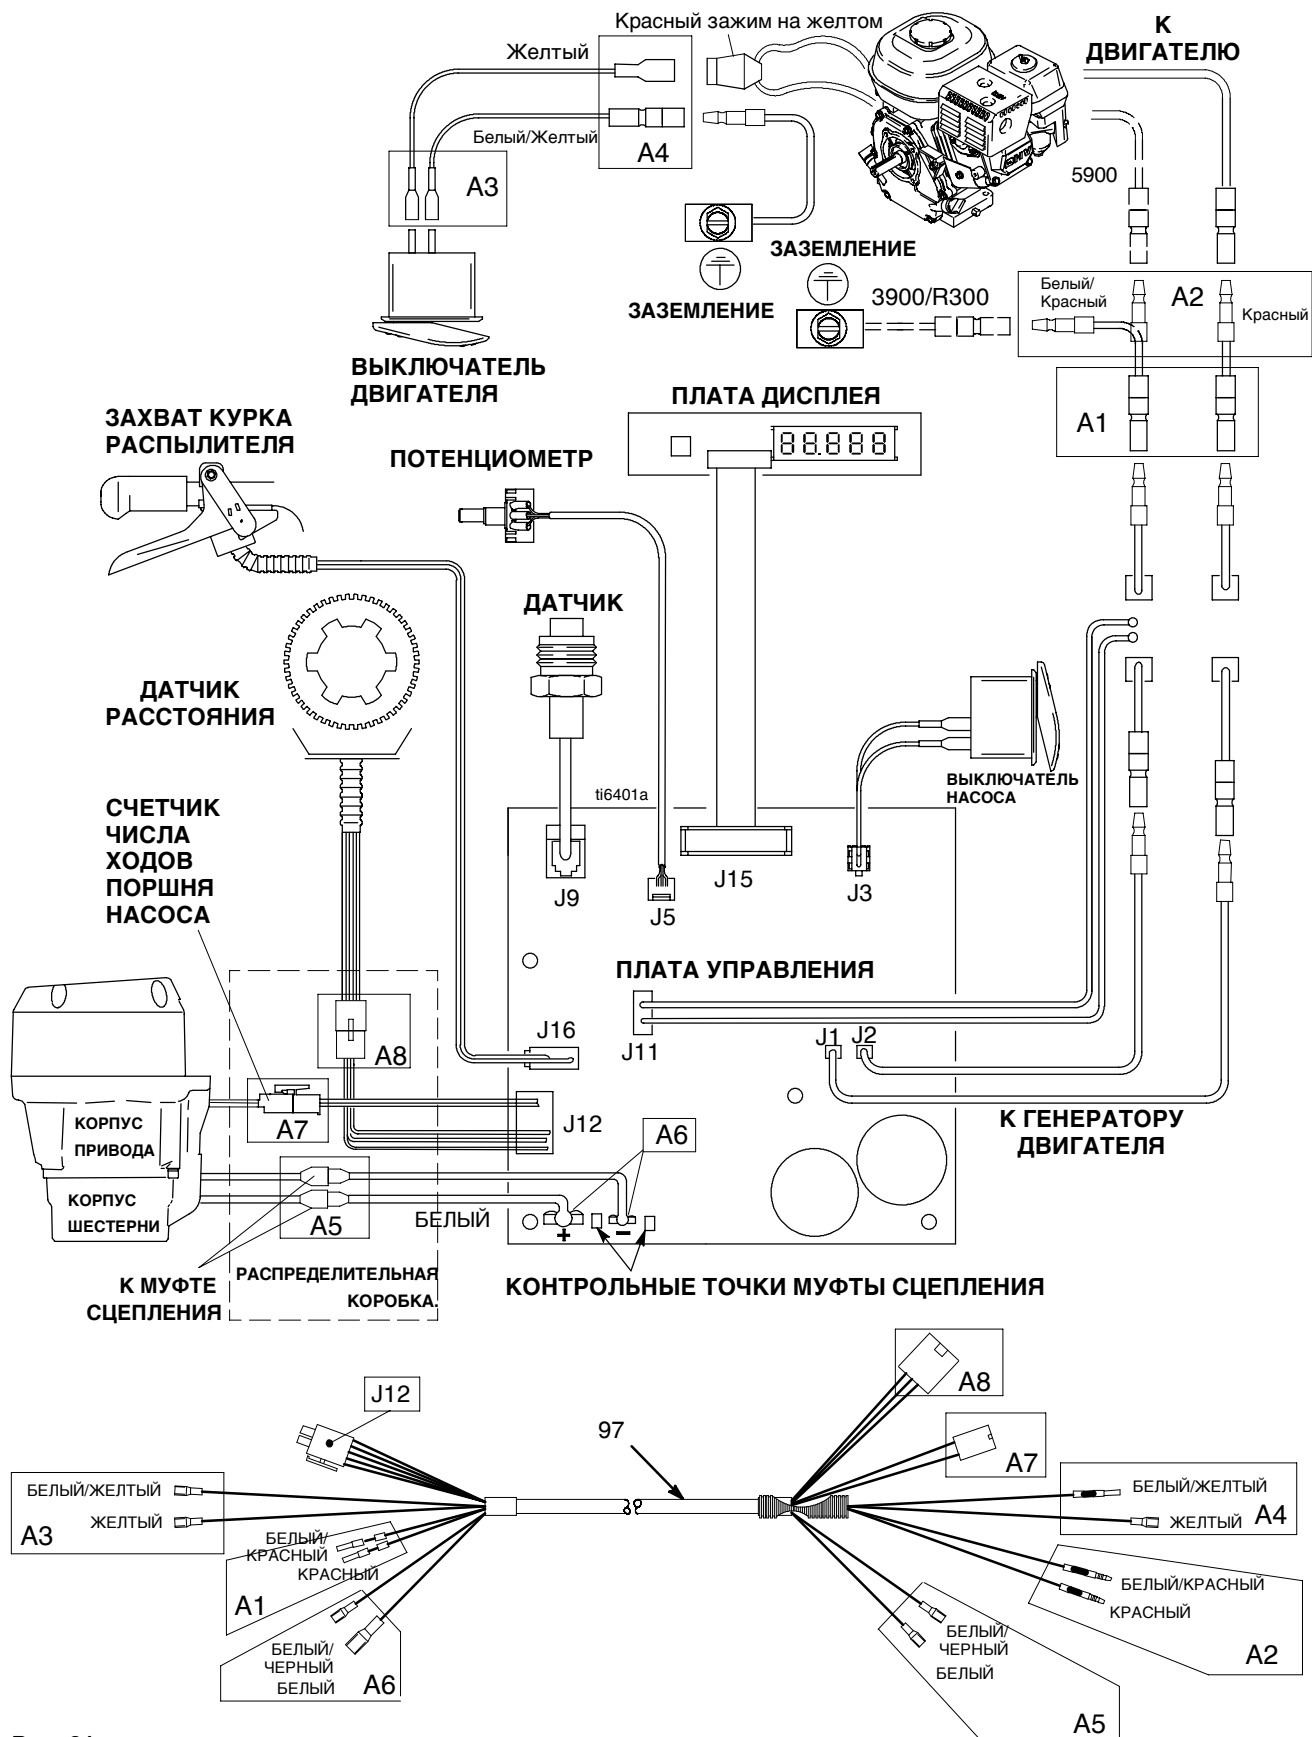 Красный зажим на желтом
К
ДВИГАТЕЛЮ
Желтый
Белый/Желтый
A4
A3
5900
ЗАЗЕМЛЕНИЕ
ЗАЗЕМЛЕНИЕ
3900/R300
Белый/
Красный
A2
Красный
ВЫКЛЮЧАТЕЛЬ
ДВИГАТЕЛЯ
ПЛАТА ДИСПЛЕЯ
88.888
A1
ЗАХВАТ КУРКА
РАСПЫЛИТЕЛЯ
ПОТЕНЦИОМЕТР
ДАТЧИК
ДАТЧИК
РАССТОЯНИЯ
ВЫКЛЮЧАТЕЛЬ
НАСОСА
ti6401a
СЧЕТЧИК
ЧИСЛА
ХОДОВ
ПОРШНЯ
НАСОСА
J9
J5
J15
J3
ПЛАТА УПРАВЛЕНИЯ
J16
J11
J1
J2
A8
A7
J12
A6
КОРПУС
ПРИВОДА
КОРПУС
ШЕСТЕРНИ
A5
БЕЛЫЙ
+
−
К ГЕНЕРАТОРУ
ДВИГАТЕЛЯ
К МУФТЕ
СЦЕПЛЕНИЯ
РАСПРЕДЕЛИТЕЛЬНАЯ
КОРОБКА.
КОНТРОЛЬНЫЕ ТОЧКИ МУФТЫ СЦЕПЛЕНИЯ
J12
97
A8
A7
БЕЛЫЙ/ЖЕЛТЫЙ
ЖЕЛТЫЙ
A3
БЕЛЫЙ/
КРАСНЫЙ
КРАСНЫЙ
A1
БЕЛЫЙ/
ЧЕРНЫЙ
БЕЛЫЙ
A6
БЕЛЫЙ/ЖЕЛТЫЙ
ЖЕЛТЫЙ
A4
БЕЛЫЙ/КРАСНЫЙ
КРАСНЫЙ
A2
БЕЛЫЙ/
ЧЕРНЫЙ
БЕЛЫЙ
A5